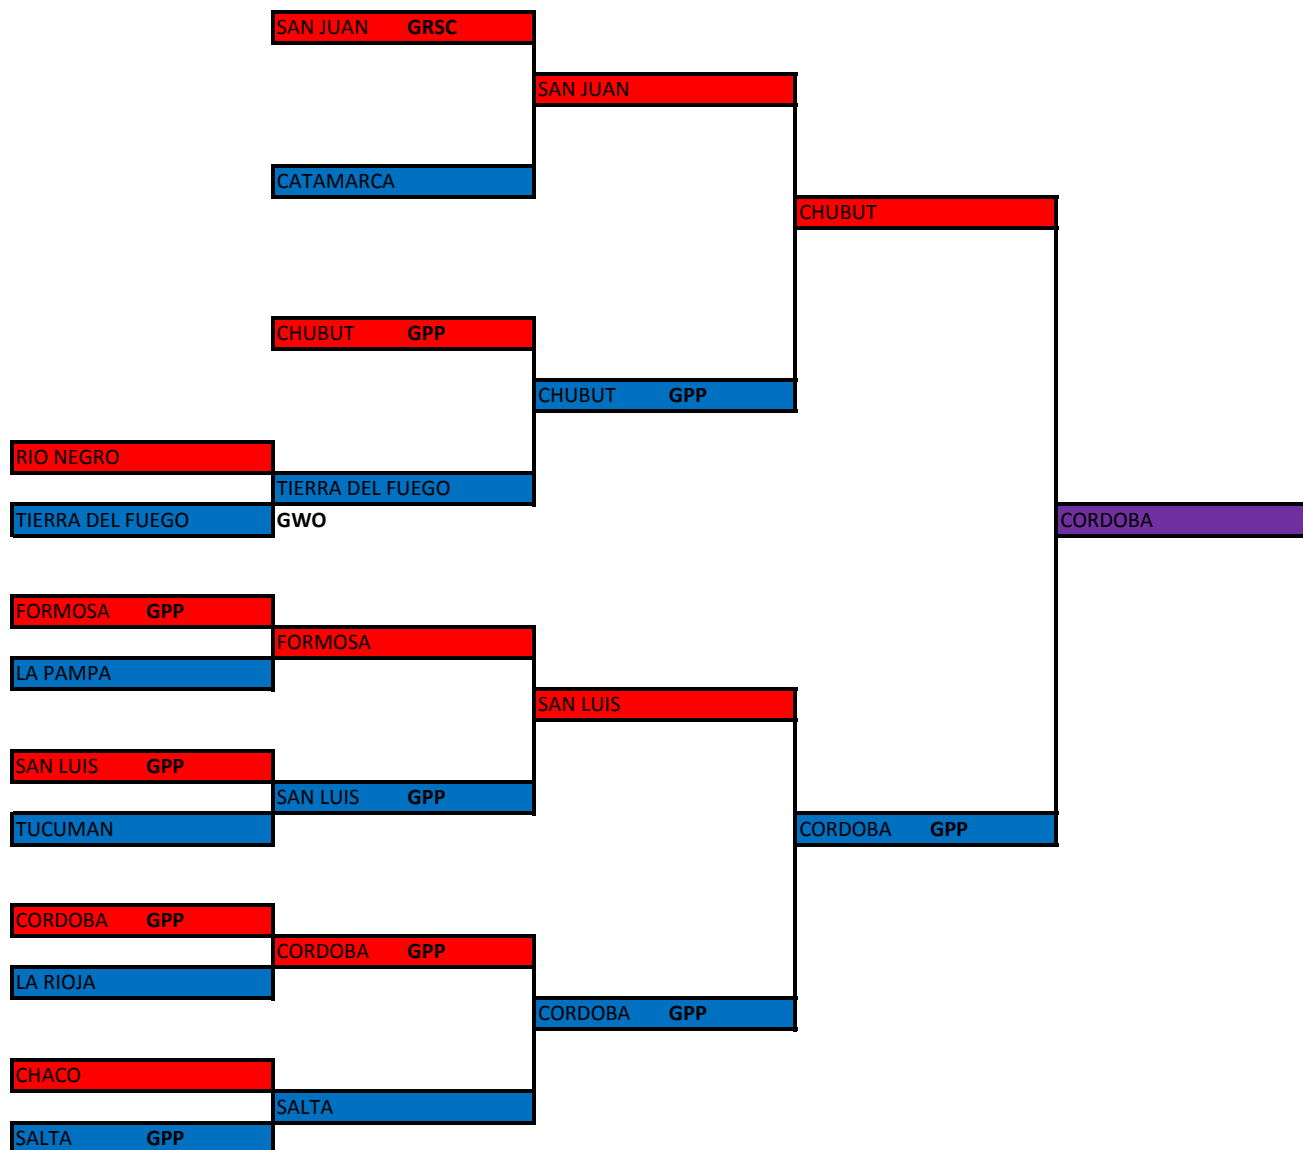 SAN JUAN GRSC
SAN JUAN
CATAMARCA
CHUBUT
CHUBUT GPP
CHUBUT GPP
RIO NEGRO
TIERRA DEL FUEGO
TIERRA DEL FUEGO GWO
CORDOBA
FORMOSA GPP
FORMOSA
LA PAMPA
SAN LUIS
SAN LUIS GPP
SAN LUIS GPP
TUCUMAN
CORDOBA GPP
CORDOBA GPP
CORDOBA GPP
LA RIOJA
CORDOBA GPP
CHACO
SALTA
SALTA GPP